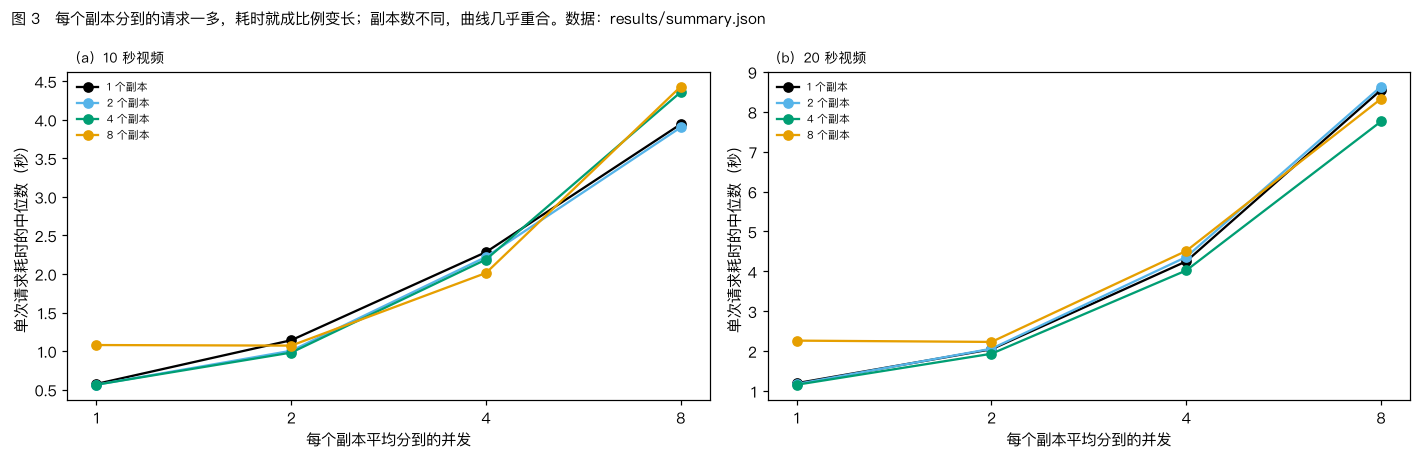 图 3　每个副本分到的请求一多，耗时就成比例变长；副本数不同，曲线几乎重合。数据：results/summary.json
（a）10 秒视频
1 个副本
2 个副本
4 个副本
8 个副本
单次请求耗时的中位数（秒）
4.5
4.0
3.5
3.0
2.5
2.0
1.5
1.0
0.5
1
2
4
8
每个副本平均分到的并发
（b）20 秒视频
1 个副本
2 个副本
4 个副本
8 个副本
单次请求耗时的中位数（秒）
9
8
7
6
5
4
3
2
1
1
2
4
8
每个副本平均分到的并发